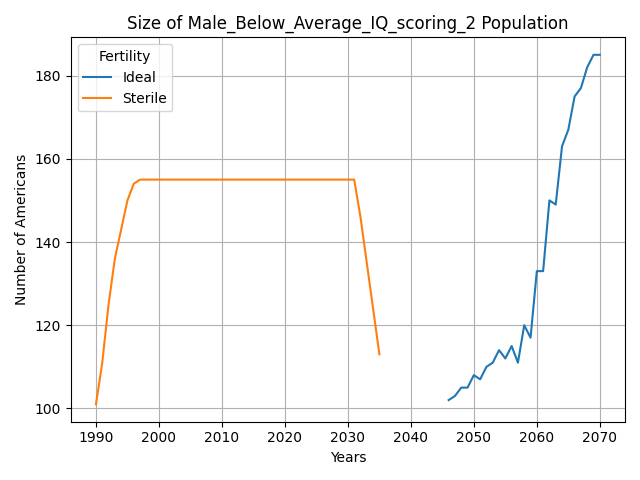 Size of Male_Below_Average_IQ_scoring_2 Population
Fertility
Ideal
Sterile
Number of Americans
180
160
140
120
100
1990 2000 2010 2020 2030 2040 2050 2060 2070
Years